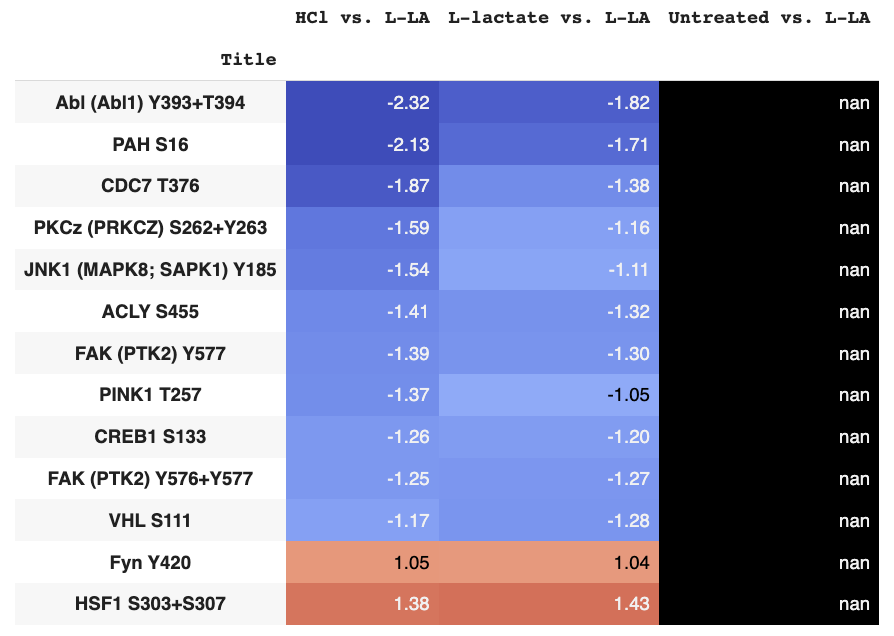 HCl vs. L-LA L-lactate vs. L-LA Untreated vs. L-LA
Title
Abl (Abl1) Y393+T394 -2.32 -1.82 nan
PAH S16 -2.13 -1.71 nan
CDC7 T376 -1.87 -1.38 nan
PKCz (PRKCZ) S262+Y263 -1.59 -1.16 nan
JNK1 (MAPK8; SAPK1) Y185 -1.54 -1.11 nan
ACLY S455 -1.41 -1.32 nan
FAK (PTK2) Y577 -1.39 -1.30 nan
PINK1 T257 -1.37 -1.05 nan
CREB1 S133 -1.26 -1.20 nan
FAK (PTK2) Y576+Y577 -1.25 -1.27 nan
VHL S111 -1.17 -1.28 nan
Fyn Y420 1.05 1.04 nan
HSF1 S303+S307 1.38 1.43 nan